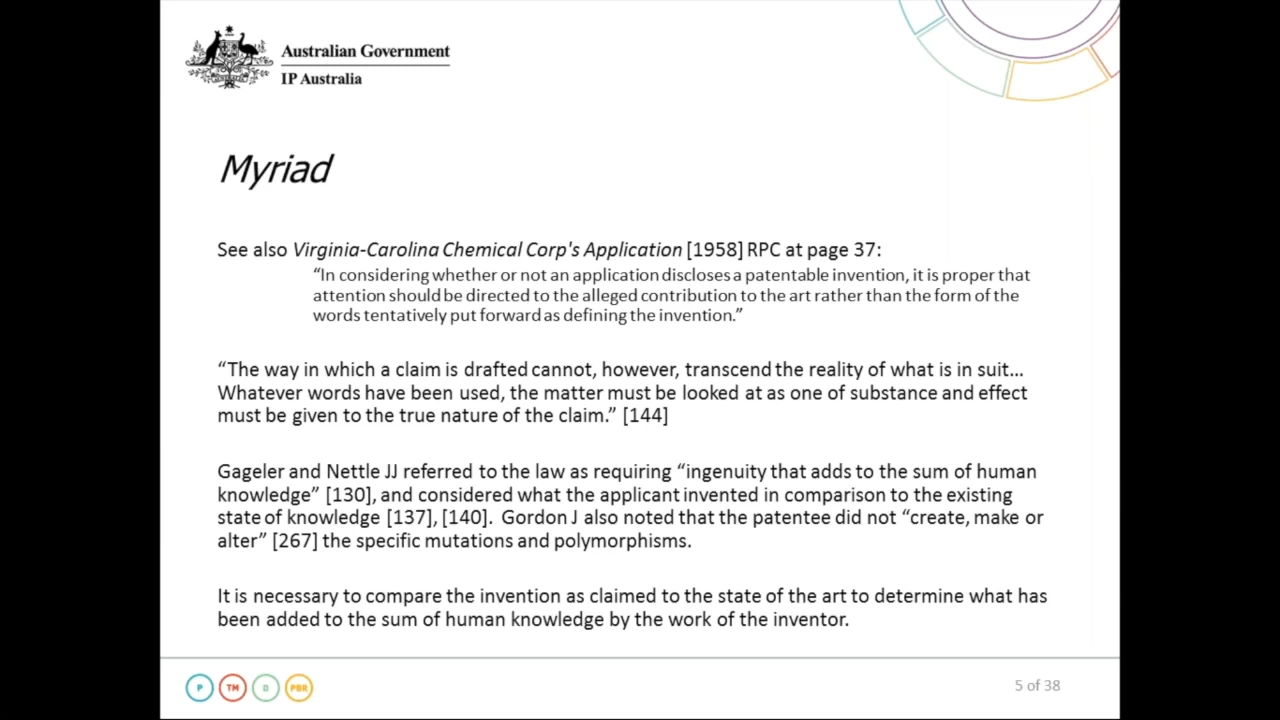 Australian Government
IP Australia
Myriad
See also Virginia-Carolina Chemical Corp's Application [1958] RPC at page 37:
“In considering whether or not an application discloses a patentable invention, it is proper that
attention should be directed to the alleged contribution to the art rather than the form of the
words tentatively put forward as defining the invention.”
“The way in which a claim is drafted cannot, however, transcend the reality of what is in suit...
Whatever words have been used, the matter must be looked at as one of substance and effect
must be given to the true nature of the claim.” [144]
Gageler and Nettle JJ referred to the law as requiring “ingenuity that adds to the sum of human
knowledge” [130], and considered what the applicant invented in comparison to the existing
state of knowledge [137], [140]. Gordon J also noted that the patentee did not “create, make or
alter” [267] the specific mutations and polymorphisms.
It is necessary to compare the invention as claimed to the state of the art to determine what has
been added to the sum of human knowledge by the work of the inventor.
P TM D PBR
5 of 38